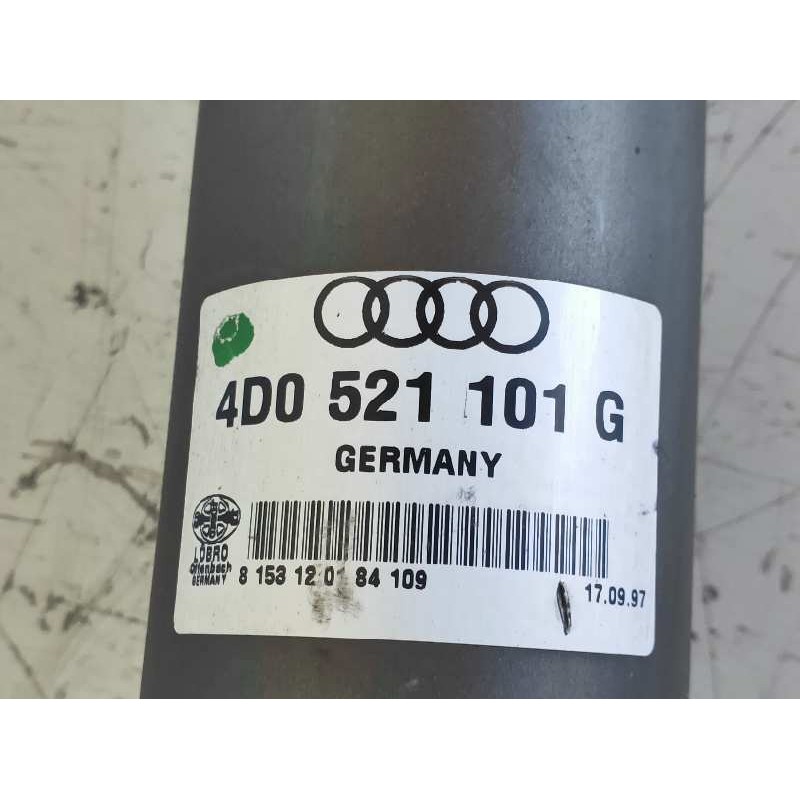 4D0 521 101 G
GERMANY
LÖBRO
Offenbach
GERMANY
8 153 12 01 84 109
17.09.97